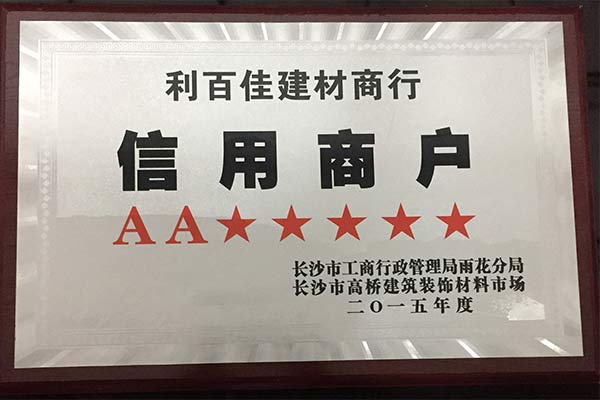 利百佳建材商行
信用商户
AA★★★★★
长沙市工商行政管理局雨花分局
长沙市高桥建筑装饰材料市场
二〇一五年度